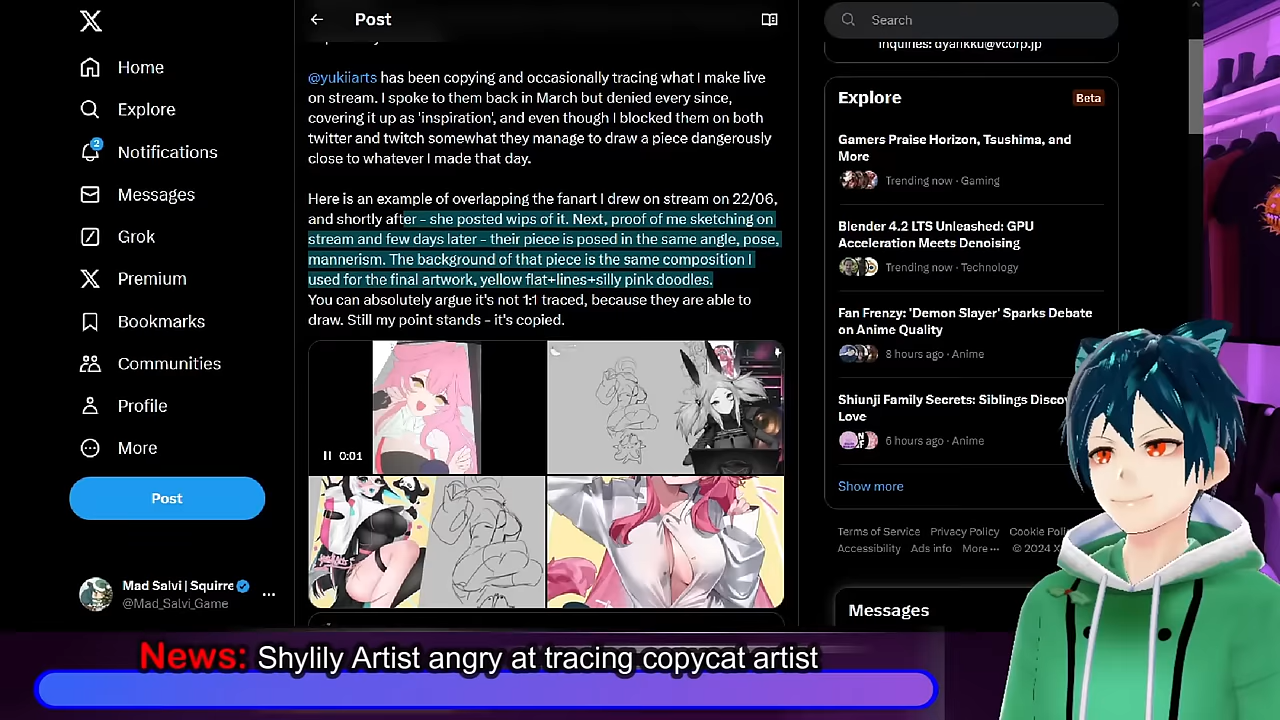 Post
Search
inquiries: dyarikku@vcorp.jp
Home
Explore
2
Notifications
Messages
Grok
Premium
Bookmarks
Communities
Profile
More
Post
Mad Salvi | Squirre
@Mad_Salvi_Game
@yukiiarts has been copying and occasionally tracing what I make live
on stream. I spoke to them back in March but denied every since,
covering it up as 'inspiration', and even though I blocked them on both
twitter and twitch somewhat they manage to draw a piece dangerously
close to whatever I made that day.
Here is an example of overlapping the fanart I drew on stream on 22/06,
and shortly after - she posted wips of it. Next, proof of me sketching on
stream and few days later - their piece is posed in the same angle, pose,
mannerism. The background of that piece is the same composition I
used for the final artwork, yellow flat+lines+silly pink doodles.
You can absolutely argue it's not 1:1 traced, because they are able to
draw. Still my point stands - it's copied.
0:01
Explore
Beta
Gamers Praise Horizon, Tsushima, and
More
Trending now · Gaming
Blender 4.2 LTS Unleashed: GPU
Acceleration Meets Denoising
Trending now · Technology
Fan Frenzy: 'Demon Slayer' Sparks Debate
on Anime Quality
8 hours ago · Anime
Shiunji Family Secrets: Siblings Disco
Love
6 hours ago · Anime
Show more
Terms of Service Privacy Policy Cookie Poli
Accessibility Ads info More ··· © 2024 X
Messages
News: Shylily Artist angry at tracing copycat artist